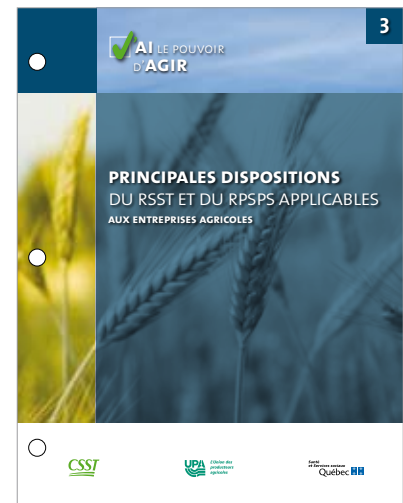 3
AI LE POUVOIR
D'AGIR
PRINCIPALES DISPOSITIONS
DU RSST ET DU RPSPS APPLICABLES
AUX ENTREPRISES AGRICOLES
CSST
UPA
L'Union des
producteurs
agricoles
Santé
et Services sociaux
Québec